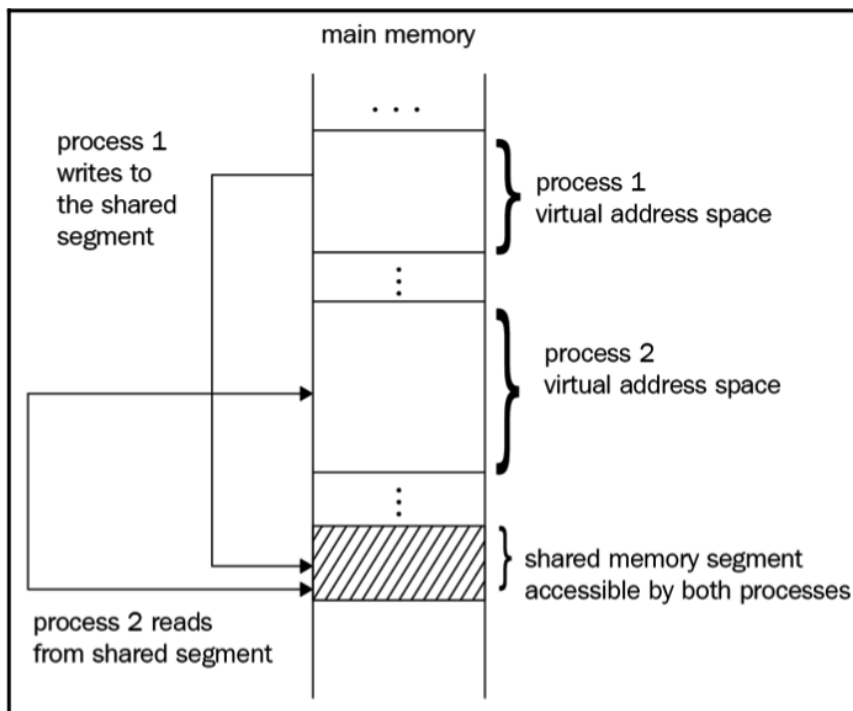 main memory
. . .
process 1
writes to
the shared
segment
process 1
virtual address space
process 2
virtual address space
shared memory segment
accessible by both processes
process 2 reads
from shared segment